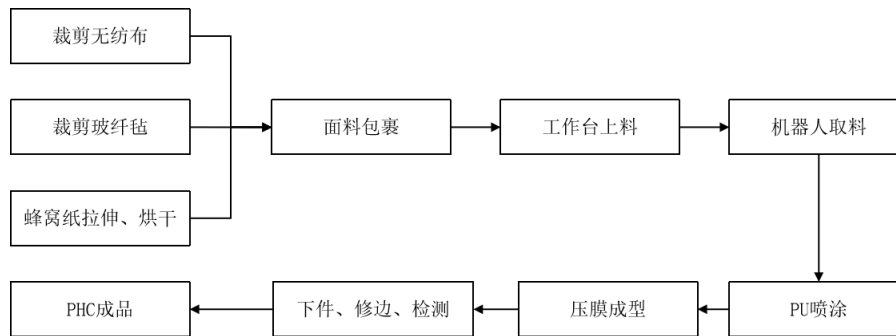 裁剪无纺布
裁剪玻纤毡
蜂窝纸拉伸、烘干
面料包裹
工作台上料
机器人取料
PU喷涂
压膜成型
下件、修边、检测
PHC成品